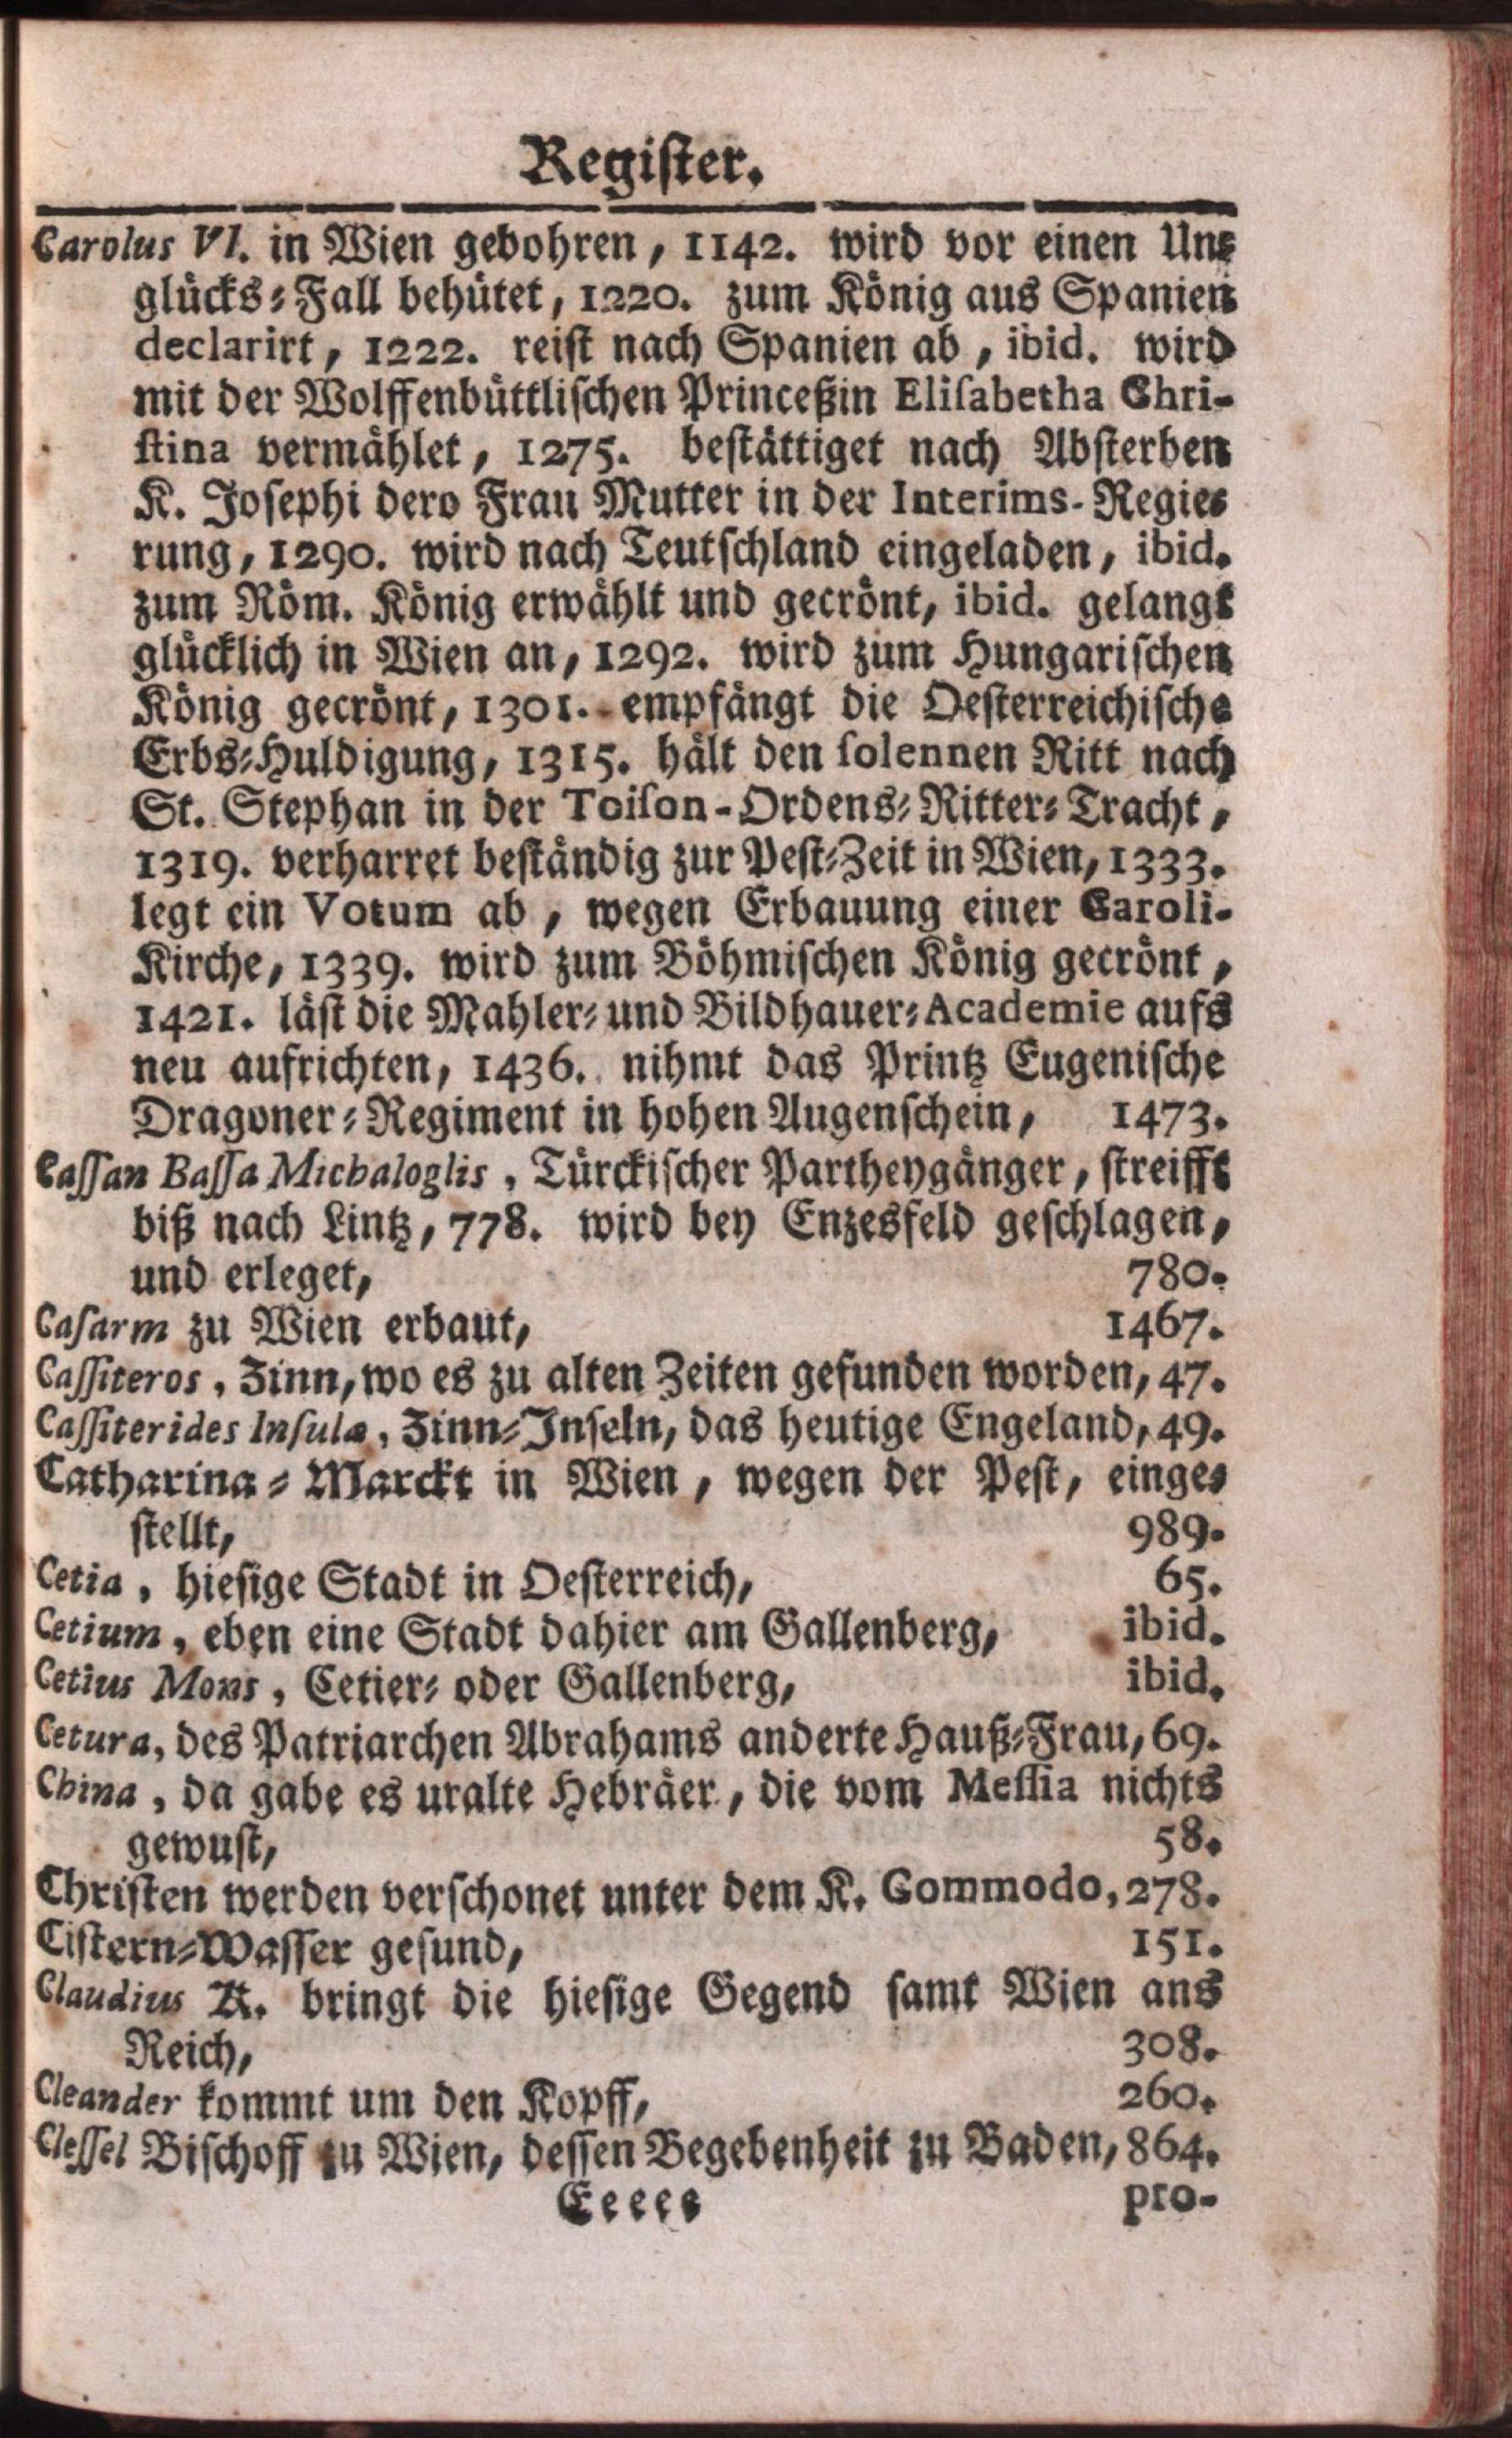 Register.
Carolus VI. in Wien gebohren, 1142. wird vor einen Un-
glücks-Fall behütet, 1220. zum König aus Spanien
declarirt, 1222. reist nach Spanien ab, ibid. wird
mit der Wolffenbüttlischen Princeßin Elisabetha Chri-
stina vermählet, 1275. bestättiget nach Absterben
K. Josephi dero Frau Mutter in der Interims-Regie-
rung, 1290. wird nach Teutschland eingeladen, ibid.
zum Röm. König erwählt und gecrönt, ibid. gelangt
glücklich in Wien an, 1292. wird zum Hungarischen
König gecrönt, 1301. empfängt die Oesterreichische
Erbs-Huldigung, 1315. hält den solennen Ritt nach
St. Stephan in der Toison-Ordens-Ritter-Tracht,
1319. verharret beständig zur Pest-Zeit in Wien, 1333.
legt ein Votum ab, wegen Erbauung einer Caroli-
Kirche, 1339. wird zum Böhmischen König gecrönt,
1421. läst die Mahler- und Bildhauer-Academie aufs
neu aufrichten, 1436. nihmt das Printz Eugenische
Dragoner-Regiment in hohen Augenschein, 1473.
Cassan Bassa Michaloglis, Türckischer Partheygänger, streifft
biß nach Lintz, 778. wird bey Enzesfeld geschlagen,
und erleget, 780.
Casarm zu Wien erbaut, 1467.
Cassiteros, Zinn, wo es zu alten Zeiten gefunden worden, 47.
Cassiterides Insulæ, Zinn-Inseln, das heutige Engeland, 49.
Catharina-Marckt in Wien, wegen der Pest, einge-
stellt, 989.
Cetia, hiesige Stadt in Oesterreich, 65.
Cetium, eben eine Stadt dahier am Gallenberg, ibid.
Cetius Mons, Cetier- oder Gallenberg, ibid.
Cetura, des Patriarchen Abrahams anderte Hauß-Frau, 69.
China, da gabe es uralte Hebräer, die vom Messia nichts
gewust, 58.
Christen werden verschonet unter dem K. Commodo, 278.
Cistern-Wasser gesund, 151.
Claudius K. bringt die hiesige Gegend samt Wien ans
Reich, 308.
Cleander kommt um den Kopff, 260.
Clessel Bischoff zu Wien, dessen Begebenheit zu Baden, 864.
Eeeee pro-